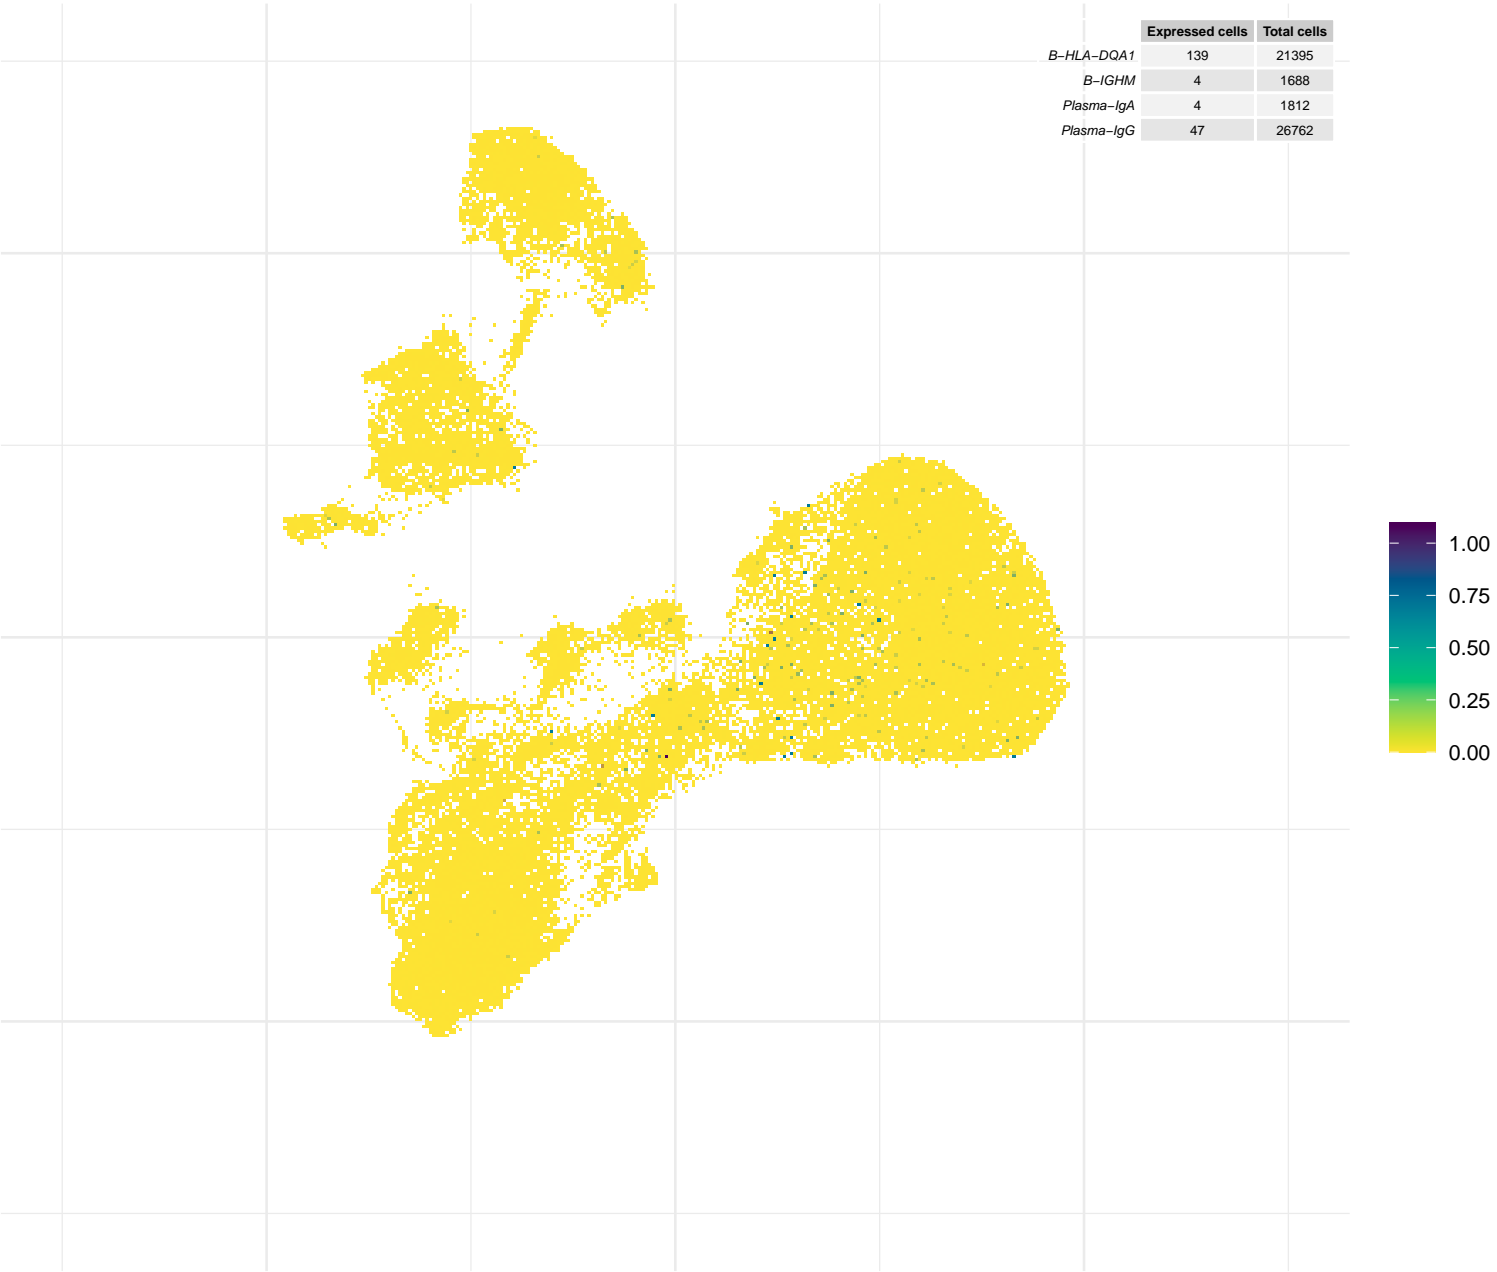 Expressed cells Total cells
B−HLA−DQA1 139 21395
B−IGHM 4 1688
Plasma−IgA 4 1812
Plasma−IgG 47 26762
1.00
0.75
0.50
0.25
0.00